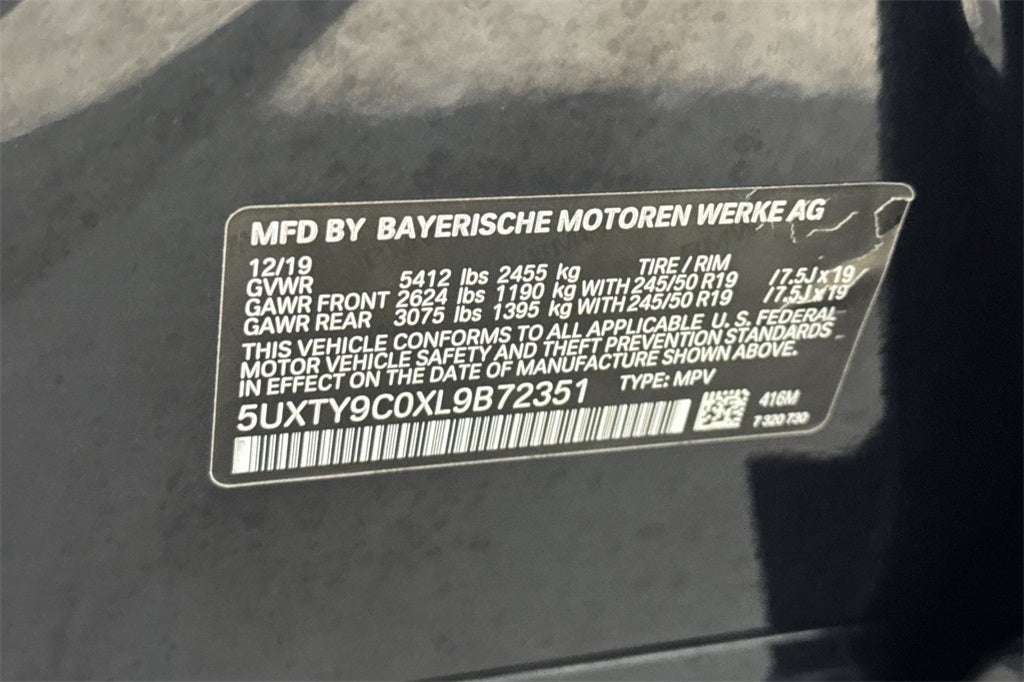 MFD BY BAYERISCHE MOTOREN WERKE AG
12/19
GVWR 5412 lbs 2455 kg TIRE / RIM
GAWR FRONT 2624 lbs 1190 kg WITH 245/50 R19 /7.5J x 19
GAWR REAR 3075 lbs 1395 kg WITH 245/50 R19 /7.5J x 19
THIS VEHICLE CONFORMS TO ALL APPLICABLE U. S. FEDERAL
MOTOR VEHICLE SAFETY AND THEFT PREVENTION STANDARDS
IN EFFECT ON THE DATE OF MANUFACTURE SHOWN ABOVE.
5UXTY9C0XL9B72351 TYPE: MPV
416M
7 320 730